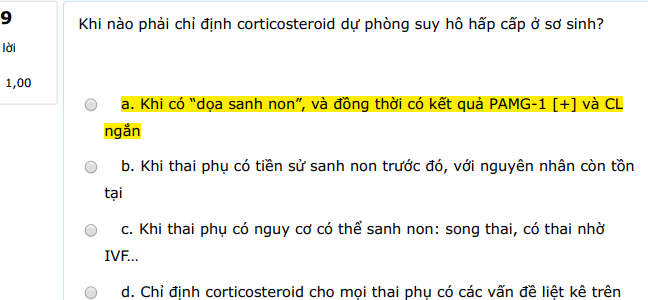 9
lời
1,00
Khi nào phải chỉ định corticosteroid dự phòng suy hô hấp cấp ở sơ sinh?
a. Khi có “dọa sanh non”, và đồng thời có kết quả PAMG-1 [+] và CL
ngắn
b. Khi thai phụ có tiền sử sanh non trước đó, với nguyên nhân còn tồn
tại
c. Khi thai phụ có nguy cơ có thể sanh non: song thai, có thai nhờ
IVF...
d. Chỉ định corticosteroid cho mọi thai phụ có các vấn đề liệt kê trên